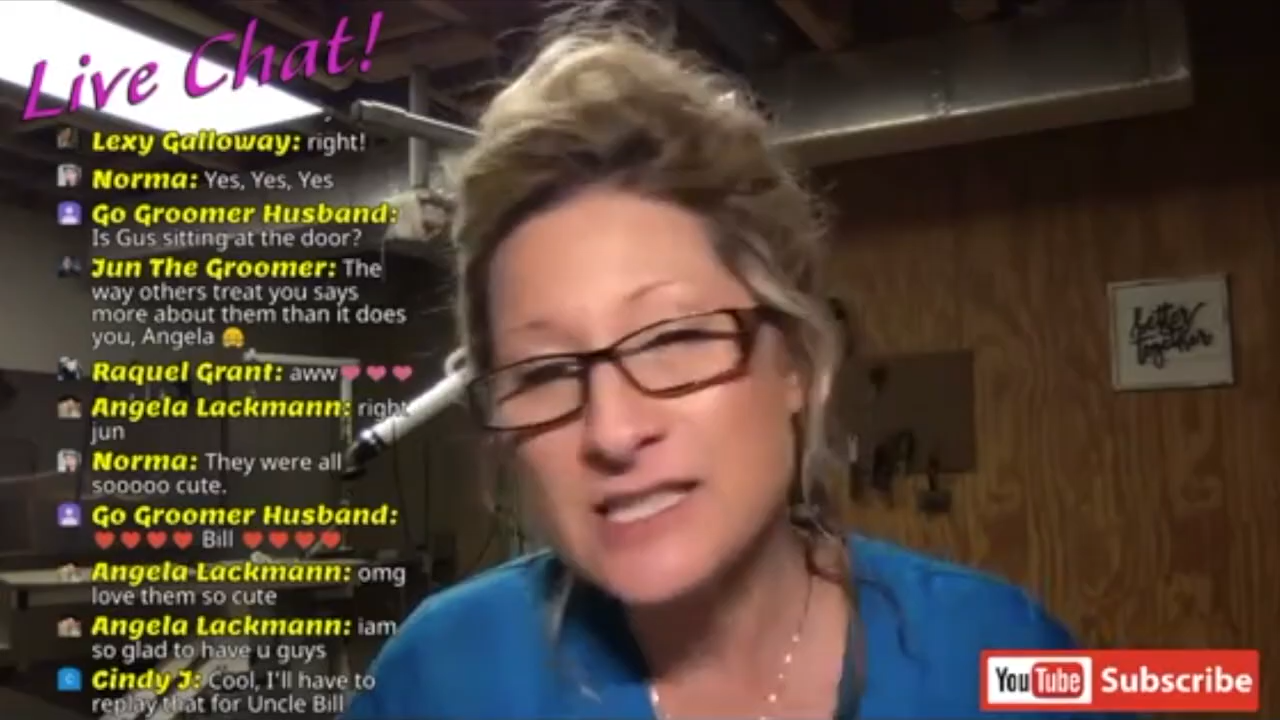 Live Chat!
Lexy Galloway: right!
Norma: Yes, Yes, Yes
Go Groomer Husband:
Is Gus sitting at the door?
Jun The Groomer: The
way others treat you says
more about them than it does
you, Angela 😊
Raquel Grant: aww❤❤❤
Angela Lackmann: right
jun
Norma: They were all
sooooo cute.
Go Groomer Husband:
❤❤❤❤ Bill ❤❤❤❤
Angela Lackmann: omg
love them so cute
Angela Lackmann: iam
so glad to have u guys
Cindy J: Cool, I'll have to
replay that for Uncle Bill
Better
Together
YouTube Subscribe